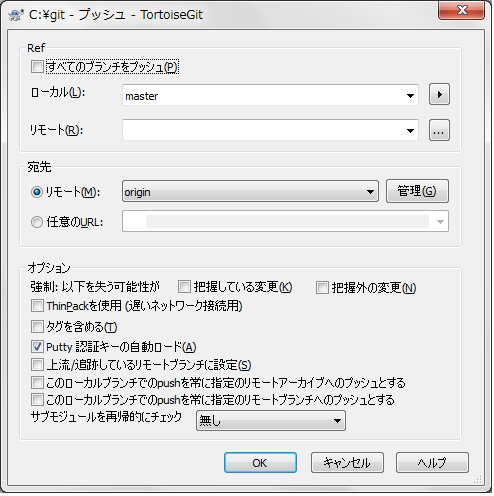 C:¥git - プッシュ - TortoiseGit
Ref
すべてのブランチをプッシュ(P)
ローカル(L):
master
リモート(R):
...
宛先
リモート(M):
origin
管理(G)
任意のURL:
オプション
強制: 以下を失う可能性が 把握している変更(K) 把握外の変更(N)
ThinPackを使用 (遅いネットワーク接続用)
タグを含める(T)
Putty 認証キーの自動ロード(A)
上流/追跡しているリモートブランチに設定(S)
このローカルブランチでのpushを常に指定のリモートアーカイブへのプッシュとする
このローカルブランチでのpushを常に指定のリモートブランチへのプッシュとする
サブモジュールを再帰的にチェック 無し
OK キャンセル ヘルプ